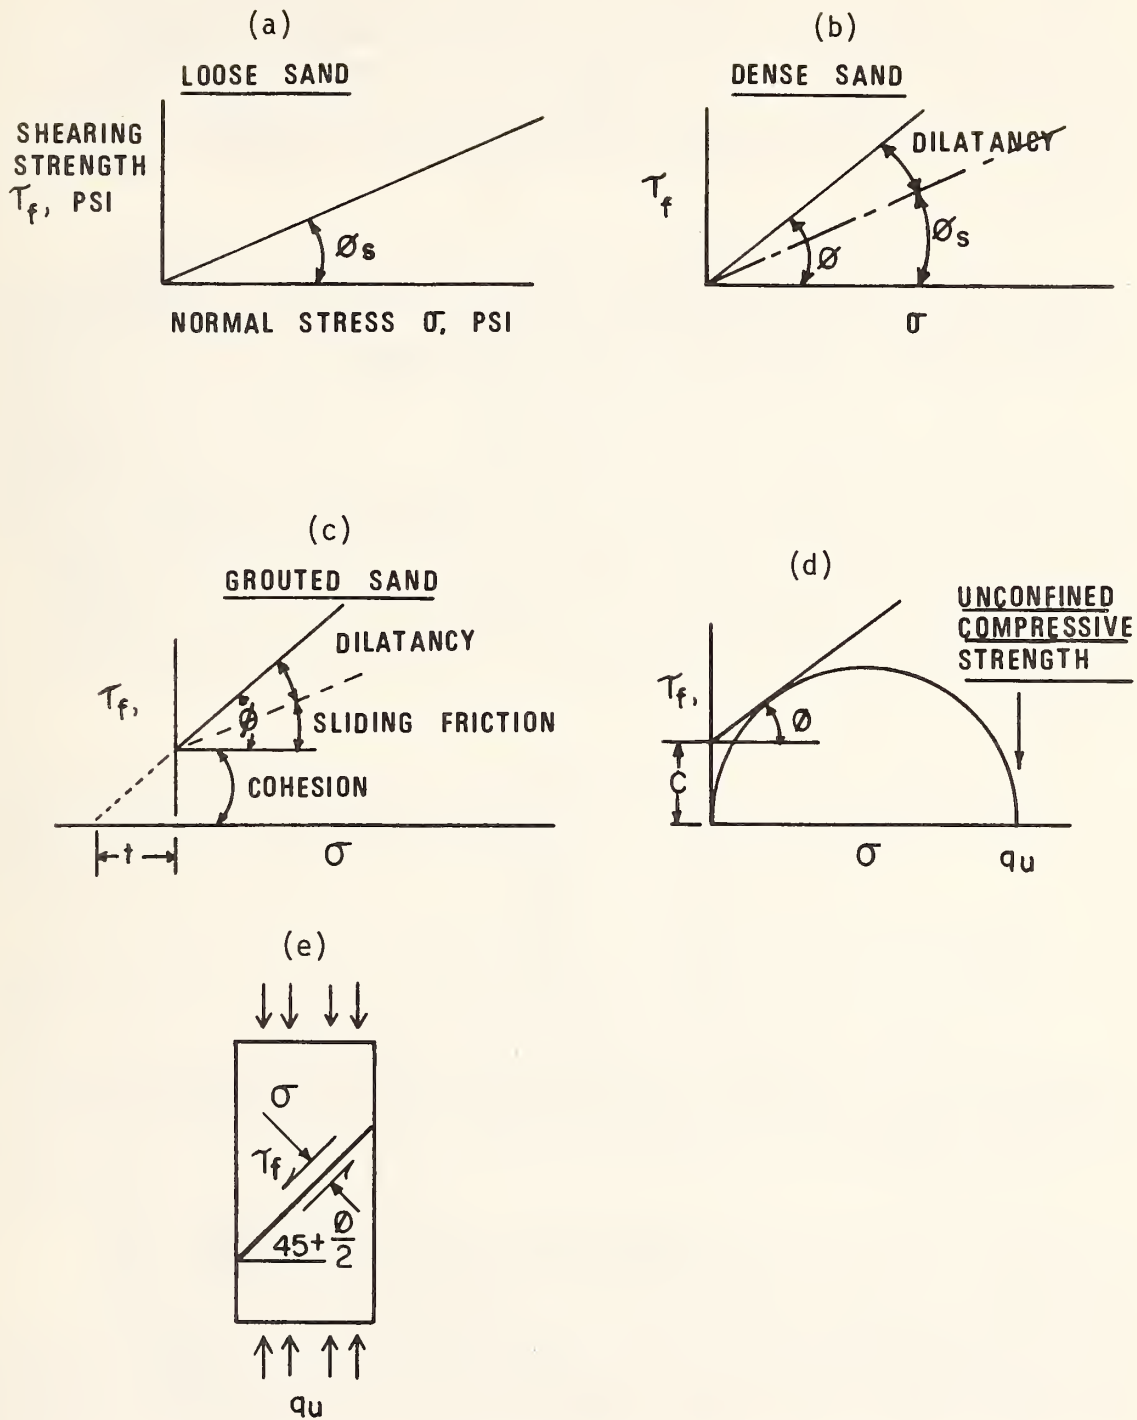 (a)
LOOSE SAND
SHEARING
STRENGTH
τf, PSI
Øs
NORMAL STRESS σ, PSI
(b)
DENSE SAND
DILATANCY
τf
Ø
Øs
σ
(c)
GROUTED SAND
DILATANCY
τf,
Ø
SLIDING FRICTION
COHESION
t
σ
(d)
UNCONFINED
COMPRESSIVE
STRENGTH
τf,
Ø
C
σ
qu
(e)
σ
τf
45+ Ø/2
qu